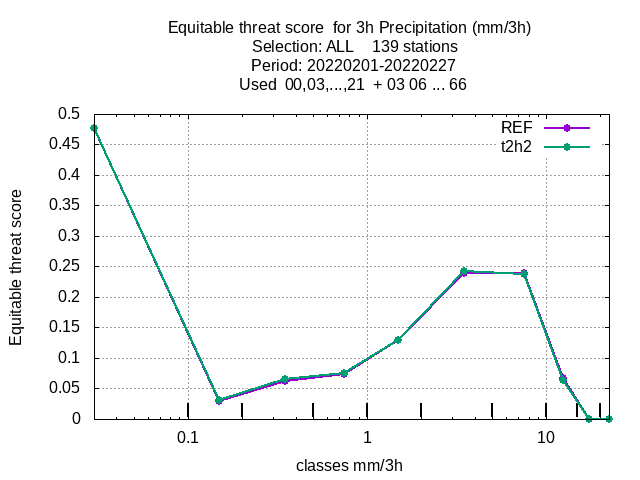 Equitable threat score  for 3h Precipitation (mm/3h)
Selection: ALL    139 stations
Period: 20220201-20220227
Used  00,03,...,21  + 03 06 ... 66
REF
t2h2
Equitable threat score
0.5
0.45
0.4
0.35
0.3
0.25
0.2
0.15
0.1
0.05
0
0.1 1 10
classes mm/3h